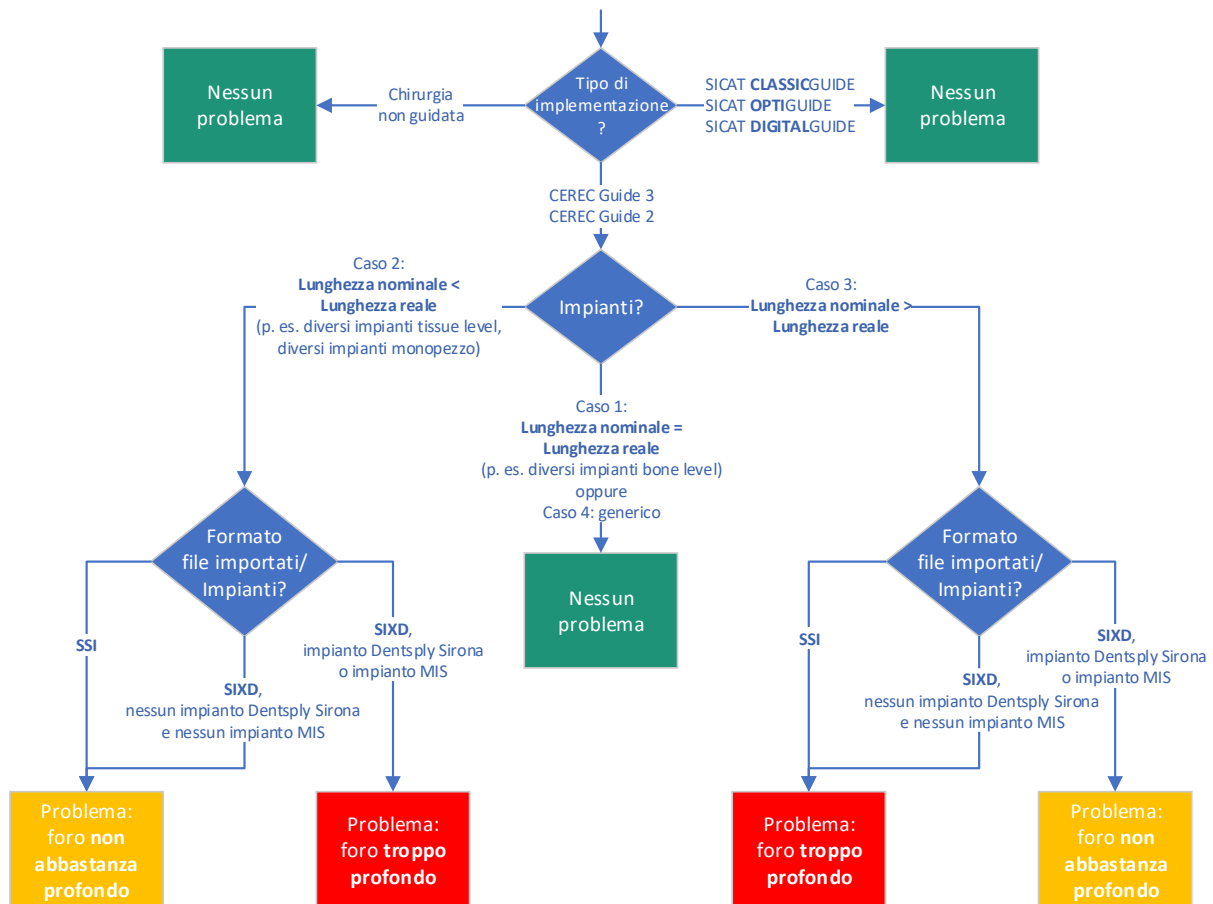 Nessun
problema
Chirurgia
non guidata
Tipo di
implementazione
?
SICAT CLASSICGUIDE
SICAT OPTIGUIDE
SICAT DIGITALGUIDE
Nessun
problema
CEREC Guide 3
CEREC Guide 2
Caso 2:
Lunghezza nominale <
Lunghezza reale
(p. es. diversi impianti tissue level,
diversi impianti monopezzo)
Impianti?
Caso 3:
Lunghezza nominale >
Lunghezza reale
Caso 1:
Lunghezza nominale =
Lunghezza reale
(p. es. diversi impianti bone level)
oppure
Caso 4: generico
Formato
file importati/
Impianti?
Nessun
problema
Formato
file importati/
Impianti?
SSI
SIXD,
nessun impianto Dentsply Sirona
e nessun impianto MIS
SIXD,
impianto Dentsply Sirona
o impianto MIS
SSI
SIXD,
nessun impianto Dentsply Sirona
e nessun impianto MIS
SIXD,
impianto Dentsply Sirona
o impianto MIS
Problema:
foro non
abbastanza
profondo
Problema:
foro troppo
profondo
Problema:
foro troppo
profondo
Problema:
foro non
abbastanza
profondo